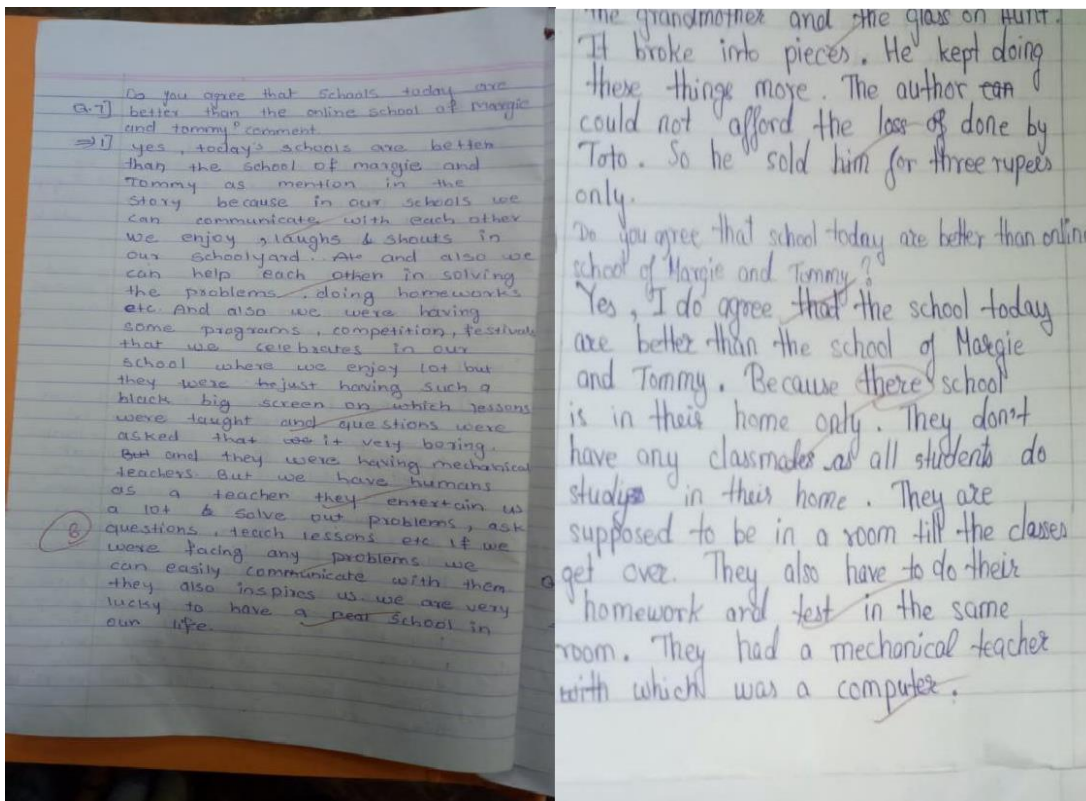 Do you agree that Schools today are
Q.7] better than the online school of margie
and tommy? comment
⇒1] yes, today's schools are better
than the school of margie and
Tommy as mention in the
story because in our schools we
can communicate with each other
we enjoy, laughs & shouts in
our schoolyard. Ate and also we
can help each other in solving
the problems, doing homeworks
etc. And also we were having
some programs, competition, festivals
that we celebrates in our
school where we enjoy lot but
they were just having such a
black big screen on which lessons
were taught and questions were
asked that it very boring.
But and they were having mechanical
teachers. But we have humans
as a teacher they entertain us
a lot & solve out problems, ask
8 questions, teach lessons etc. If we
were facing any problems we
can easily communicate with them
they also inspires us. we are very
lucky to have a real School in
our life.
the grandmother and the glass on Aunt.
It broke into pieces. He kept doing
these things more. The author can
could not afford the loss of done by
Toto. So he sold him for three rupees
only.
Do you agree that school today are better than online
school of Margie and Tommy?
Yes, I do agree that the school today
are better than the school of Margie
and Tommy. Because there school
is in their home only. They don't
have any classmates as all students do
study in their home. They are
supposed to be in a room till the classes
get over. They also have to do their
homework and test in the same
room. They had a mechanical teacher
with which was a computer.